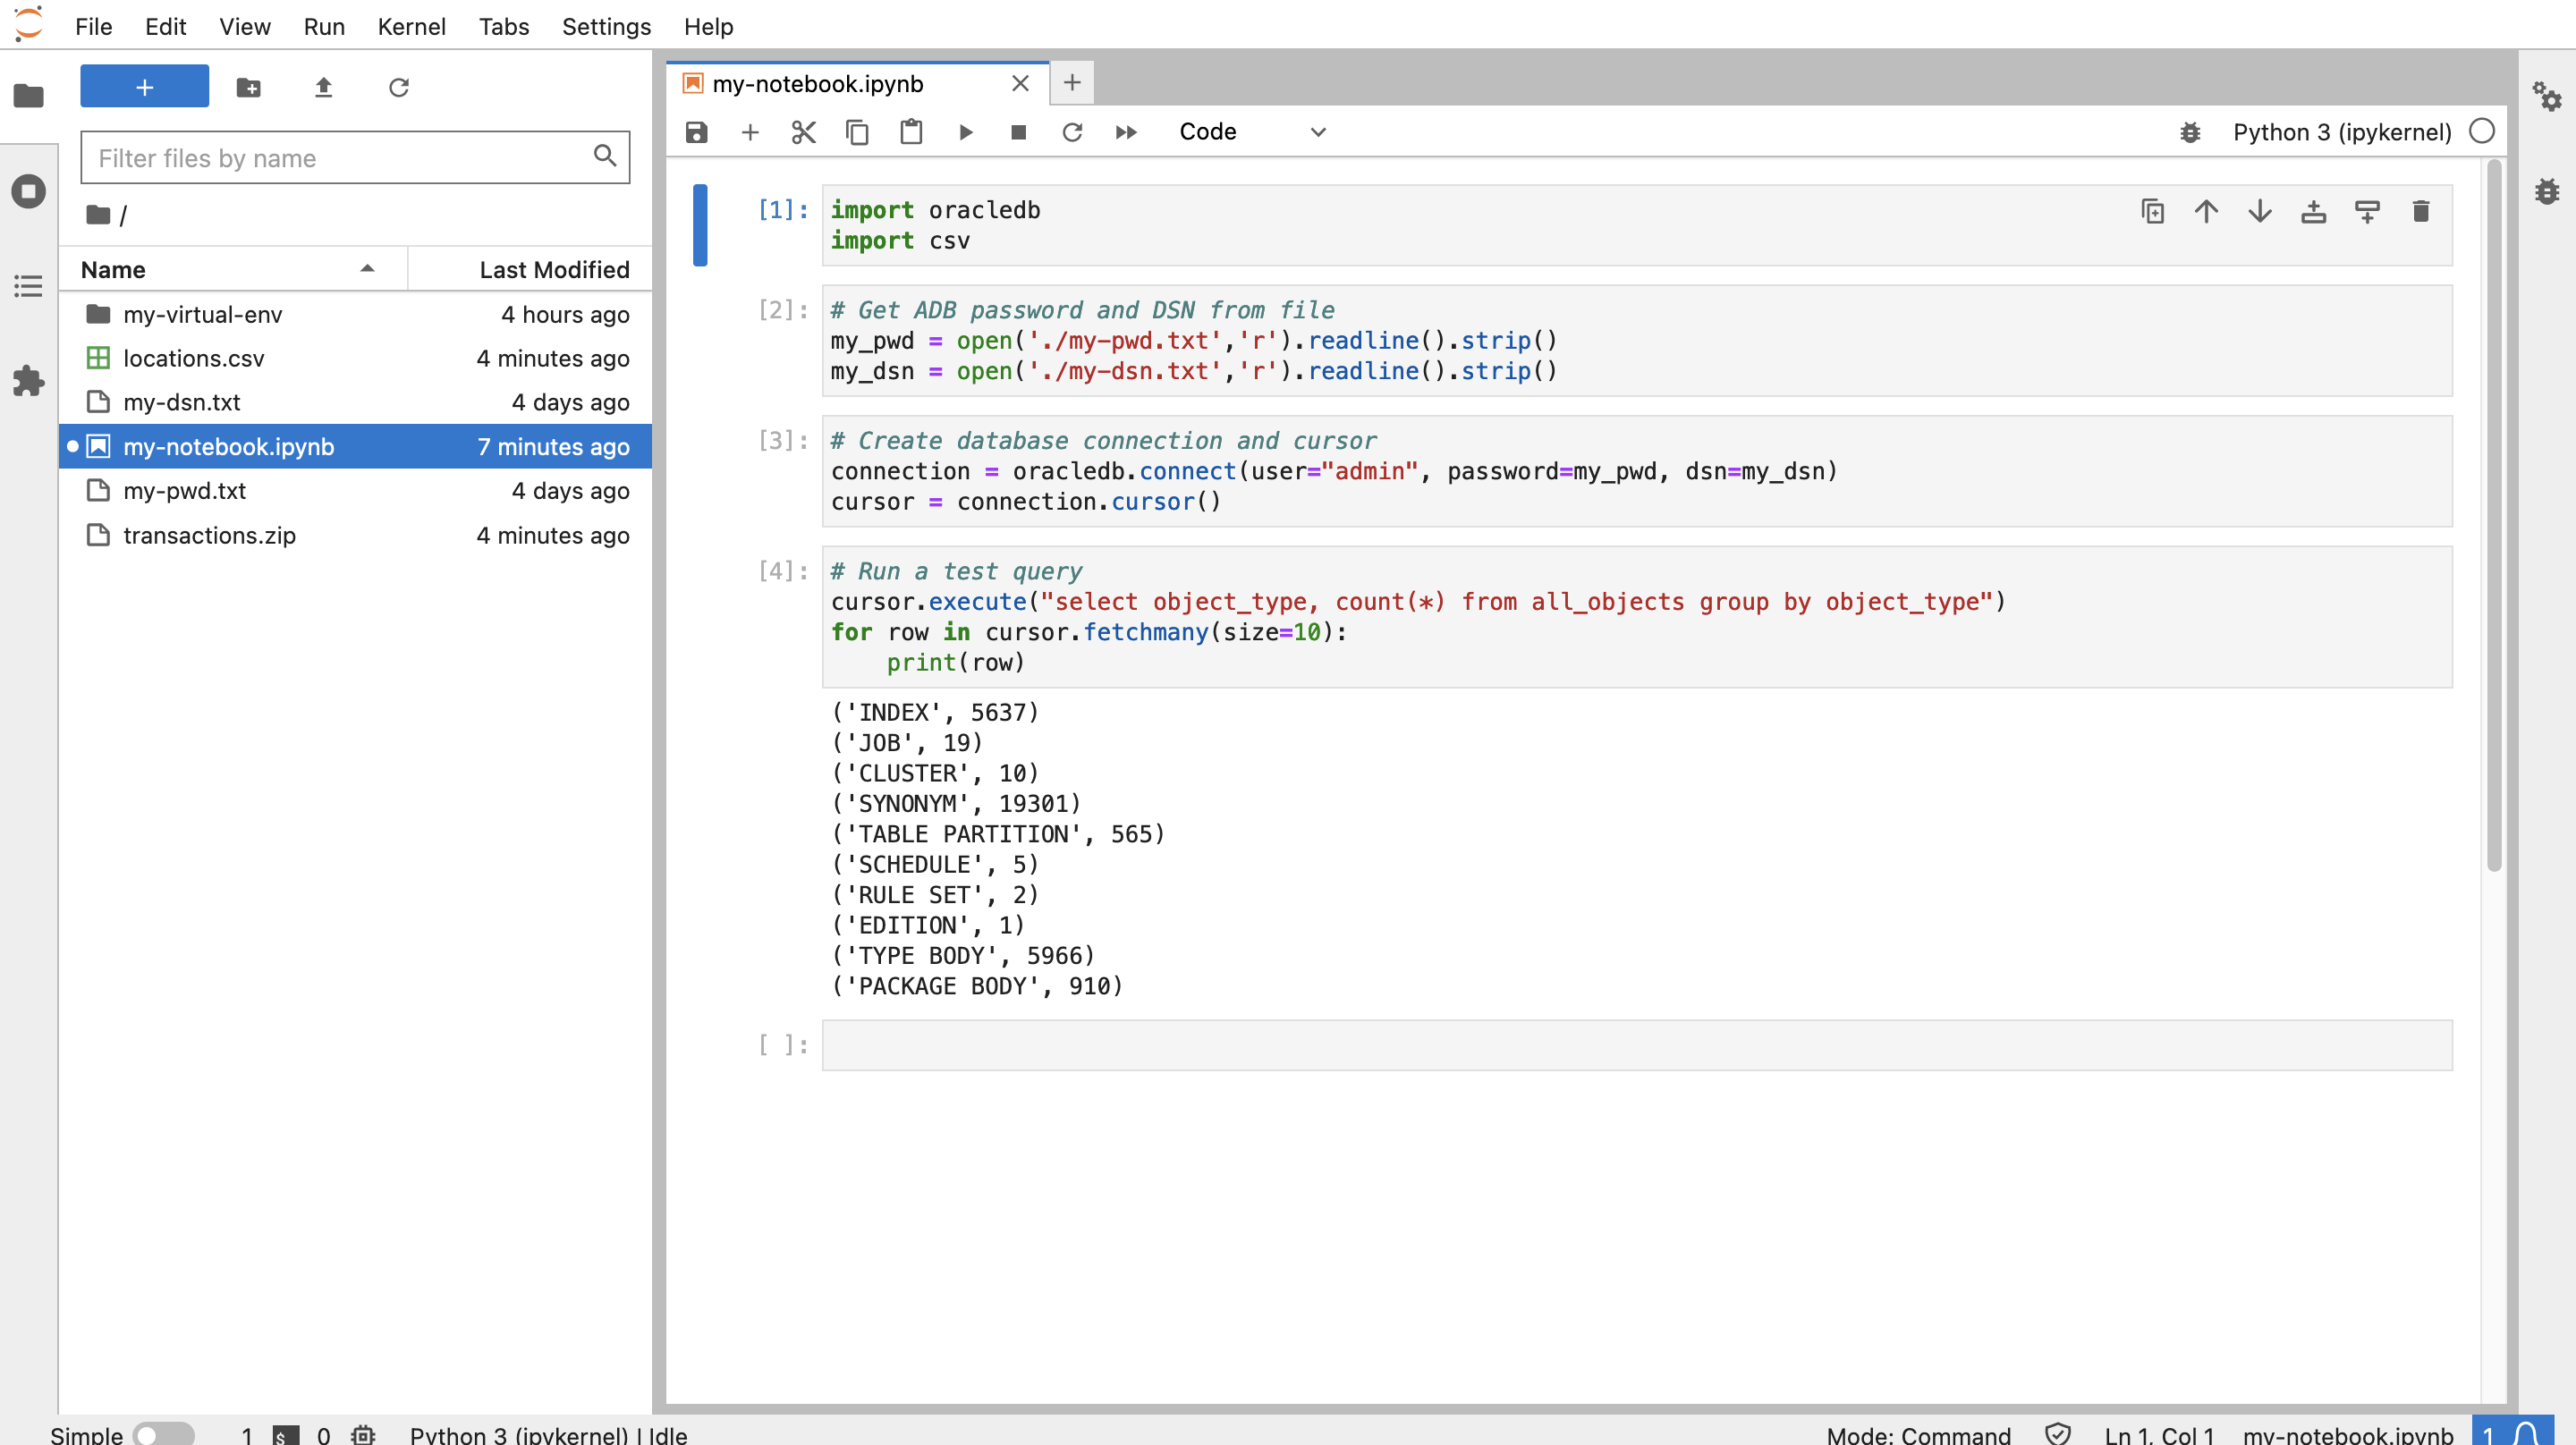 File Edit View Run Kernel Tabs Settings Help
+
Filter files by name
/
Name Last Modified
my-virtual-env 4 hours ago
locations.csv 4 minutes ago
my-dsn.txt 4 days ago
my-notebook.ipynb 7 minutes ago
my-pwd.txt 4 days ago
transactions.zip 4 minutes ago
my-notebook.ipynb
Code
Python 3 (ipykernel)
[1]: import oracledb
import csv
[2]: # Get ADB password and DSN from file
my_pwd = open('./my-pwd.txt','r').readline().strip()
my_dsn = open('./my-dsn.txt','r').readline().strip()
[3]: # Create database connection and cursor
connection = oracledb.connect(user="admin", password=my_pwd, dsn=my_dsn)
cursor = connection.cursor()
[4]: # Run a test query
cursor.execute("select object_type, count(*) from all_objects group by object_type")
for row in cursor.fetchmany(size=10):
    print(row)
('INDEX', 5637)
('JOB', 19)
('CLUSTER', 10)
('SYNONYM', 19301)
('TABLE PARTITION', 565)
('SCHEDULE', 5)
('RULE SET', 2)
('EDITION', 1)
('TYPE BODY', 5966)
('PACKAGE BODY', 910)
[ ]:
Simple 1 $ 0 Python 3 (ipykernel) | Idle Mode: Command Ln 1, Col 1 my-notebook.ipynb 1